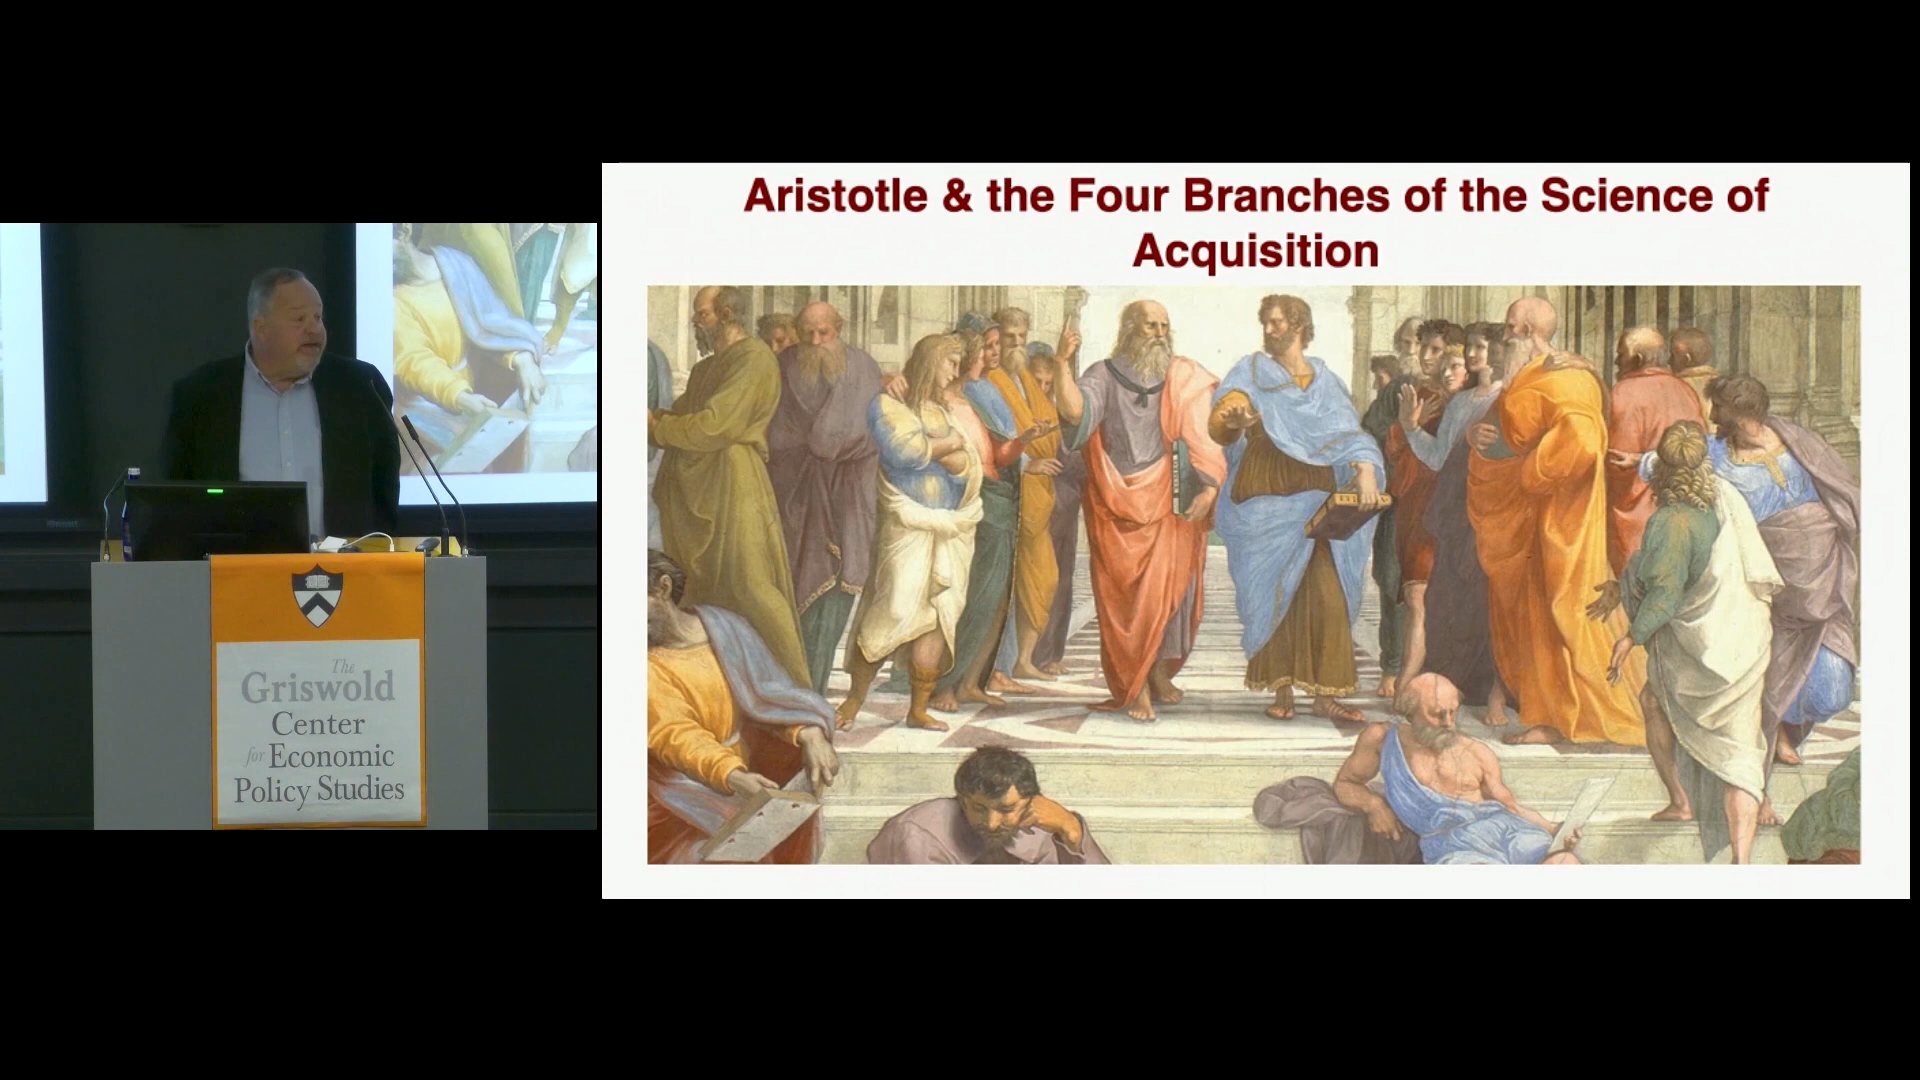 Aristotle & the Four Branches of the Science of
Acquisition
The
Griswold
Center
for Economic
Policy Studies